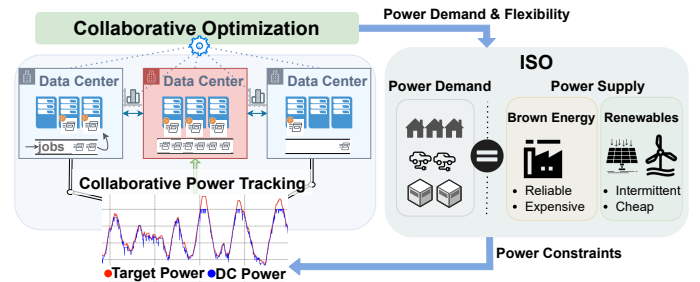 Collaborative Optimization
Power Demand & Flexibility
Data Center
Data Center
Data Center
jobs
Collaborative Power Tracking
Target Power
DC Power
ISO
Power Demand
Power Supply
Brown Energy
• Reliable
• Expensive
Renewables
• Intermittent
• Cheap
Power Constraints